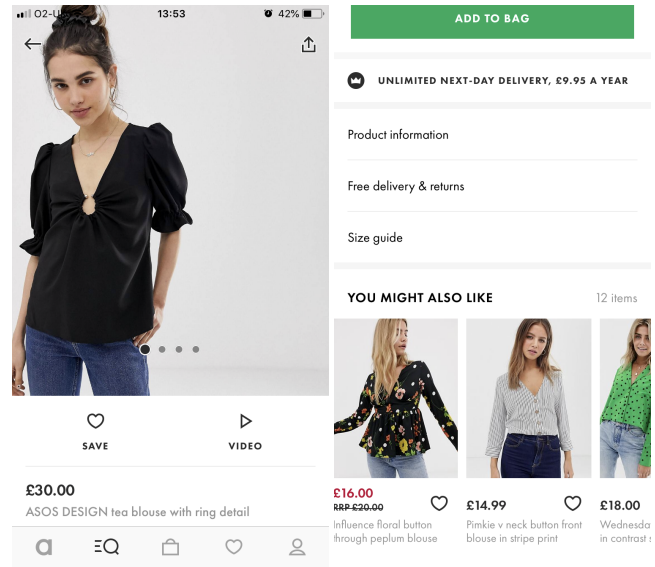 O2-U
13:53
42%
SAVE
VIDEO
£30.00
ASOS DESIGN tea blouse with ring detail
ADD TO BAG
UNLIMITED NEXT-DAY DELIVERY, £9.95 A YEAR
Product information
Free delivery & returns
Size guide
YOU MIGHT ALSO LIKE
12 items
£16.00
RRP £20.00
Influence floral button
through peplum blouse
£14.99
Pimkie v neck button front
blouse in stripe print
£18.00
Wednesda
in contrast s